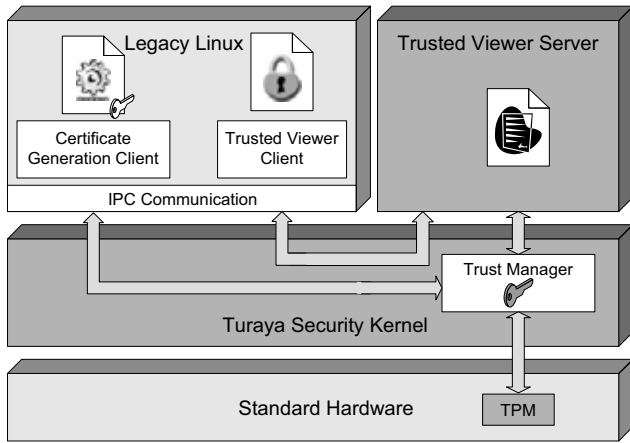 Legacy Linux
Trusted Viewer Server
Certificate
Generation Client
Trusted Viewer
Client
IPC Communication
Trust Manager
Turaya Security Kernel
Standard Hardware
TPM